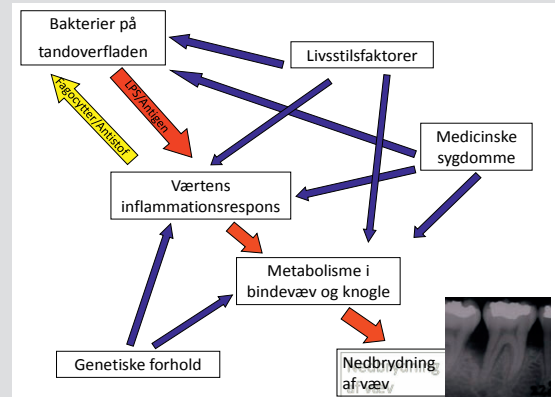 Bakterier på
tandoverfladen
Livsstilsfaktorer
Fagocytter/Antistof
LPS/Antigen
Medicinske
sygdomme
Værtens
inflammationsrespons
Metabolisme i
bindevæv og knogle
Genetiske forhold
Nedbrydning
af væv